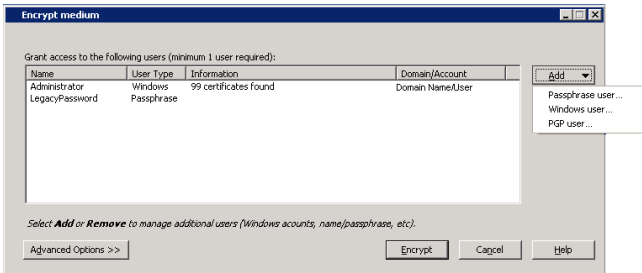 Encrypt medium
Grant access to the following users (minimum 1 user required):
Name User Type Information Domain/Account
Administrator Windows 99 certificates found Domain Name/User
LegacyPassword Passphrase
Add
Passphrase user...
Windows user...
PGP user...
Select Add or Remove to manage additional users (Windows acounts, name/passphrase, etc).
Advanced Options >> Encrypt Cancel Help